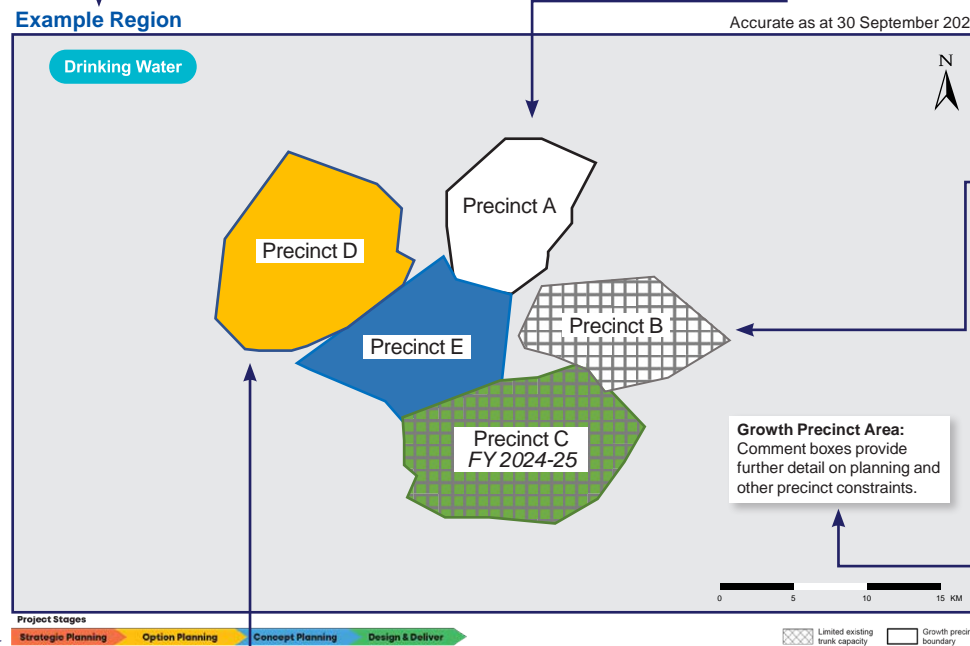 Example Region
Accurate as at 30 September 202
Drinking Water
N
Precinct A
Precinct D
Precinct B
Precinct E
Precinct C
FY 2024-25
Growth Precinct Area:
Comment boxes provide
further detail on planning and
other precinct constraints.
0 5 10 15 KM
Project Stages
Strategic Planning Option Planning Concept Planning Design & Deliver
Limited existing
trunk capacity
Growth precin
boundary